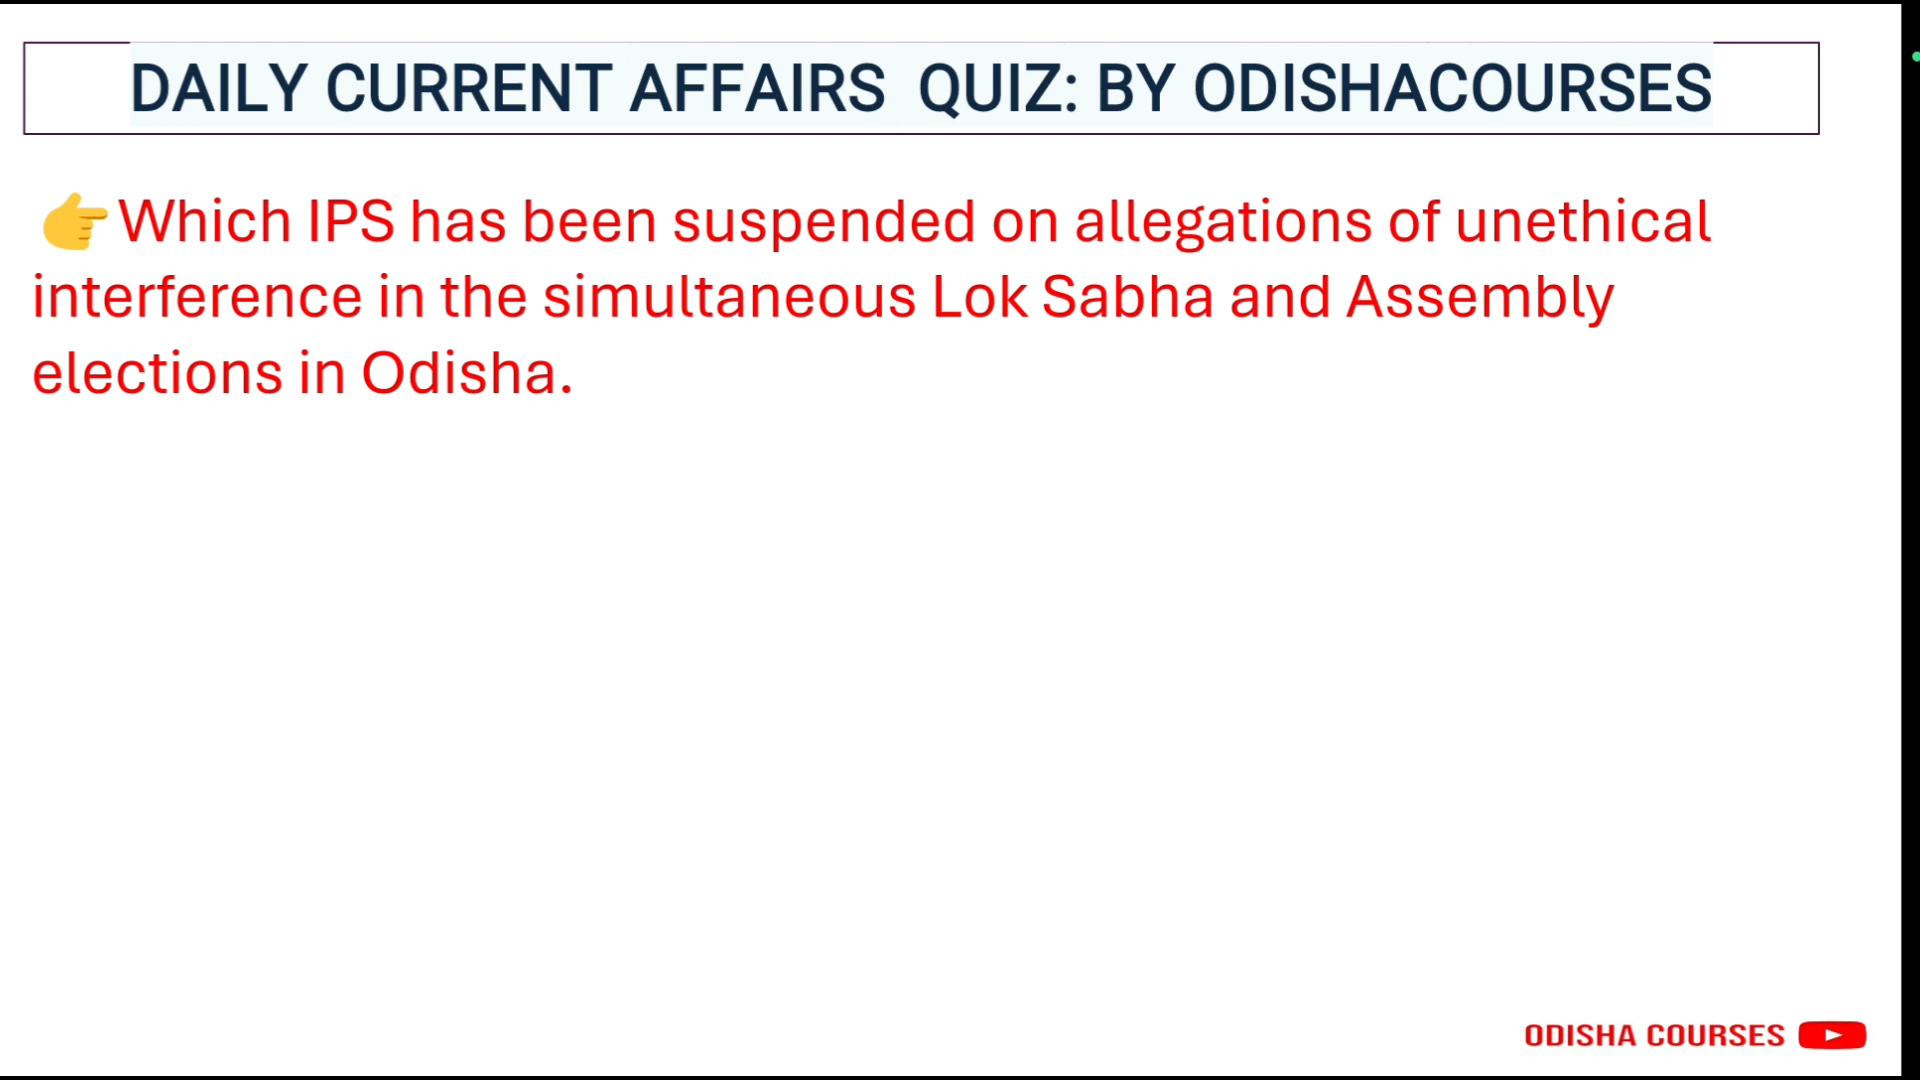 DAILY CURRENT AFFAIRS  QUIZ: BY ODISHACOURSES
👉Which IPS has been suspended on allegations of unethical
interference in the simultaneous Lok Sabha and Assembly
elections in Odisha.
ODISHA COURSES